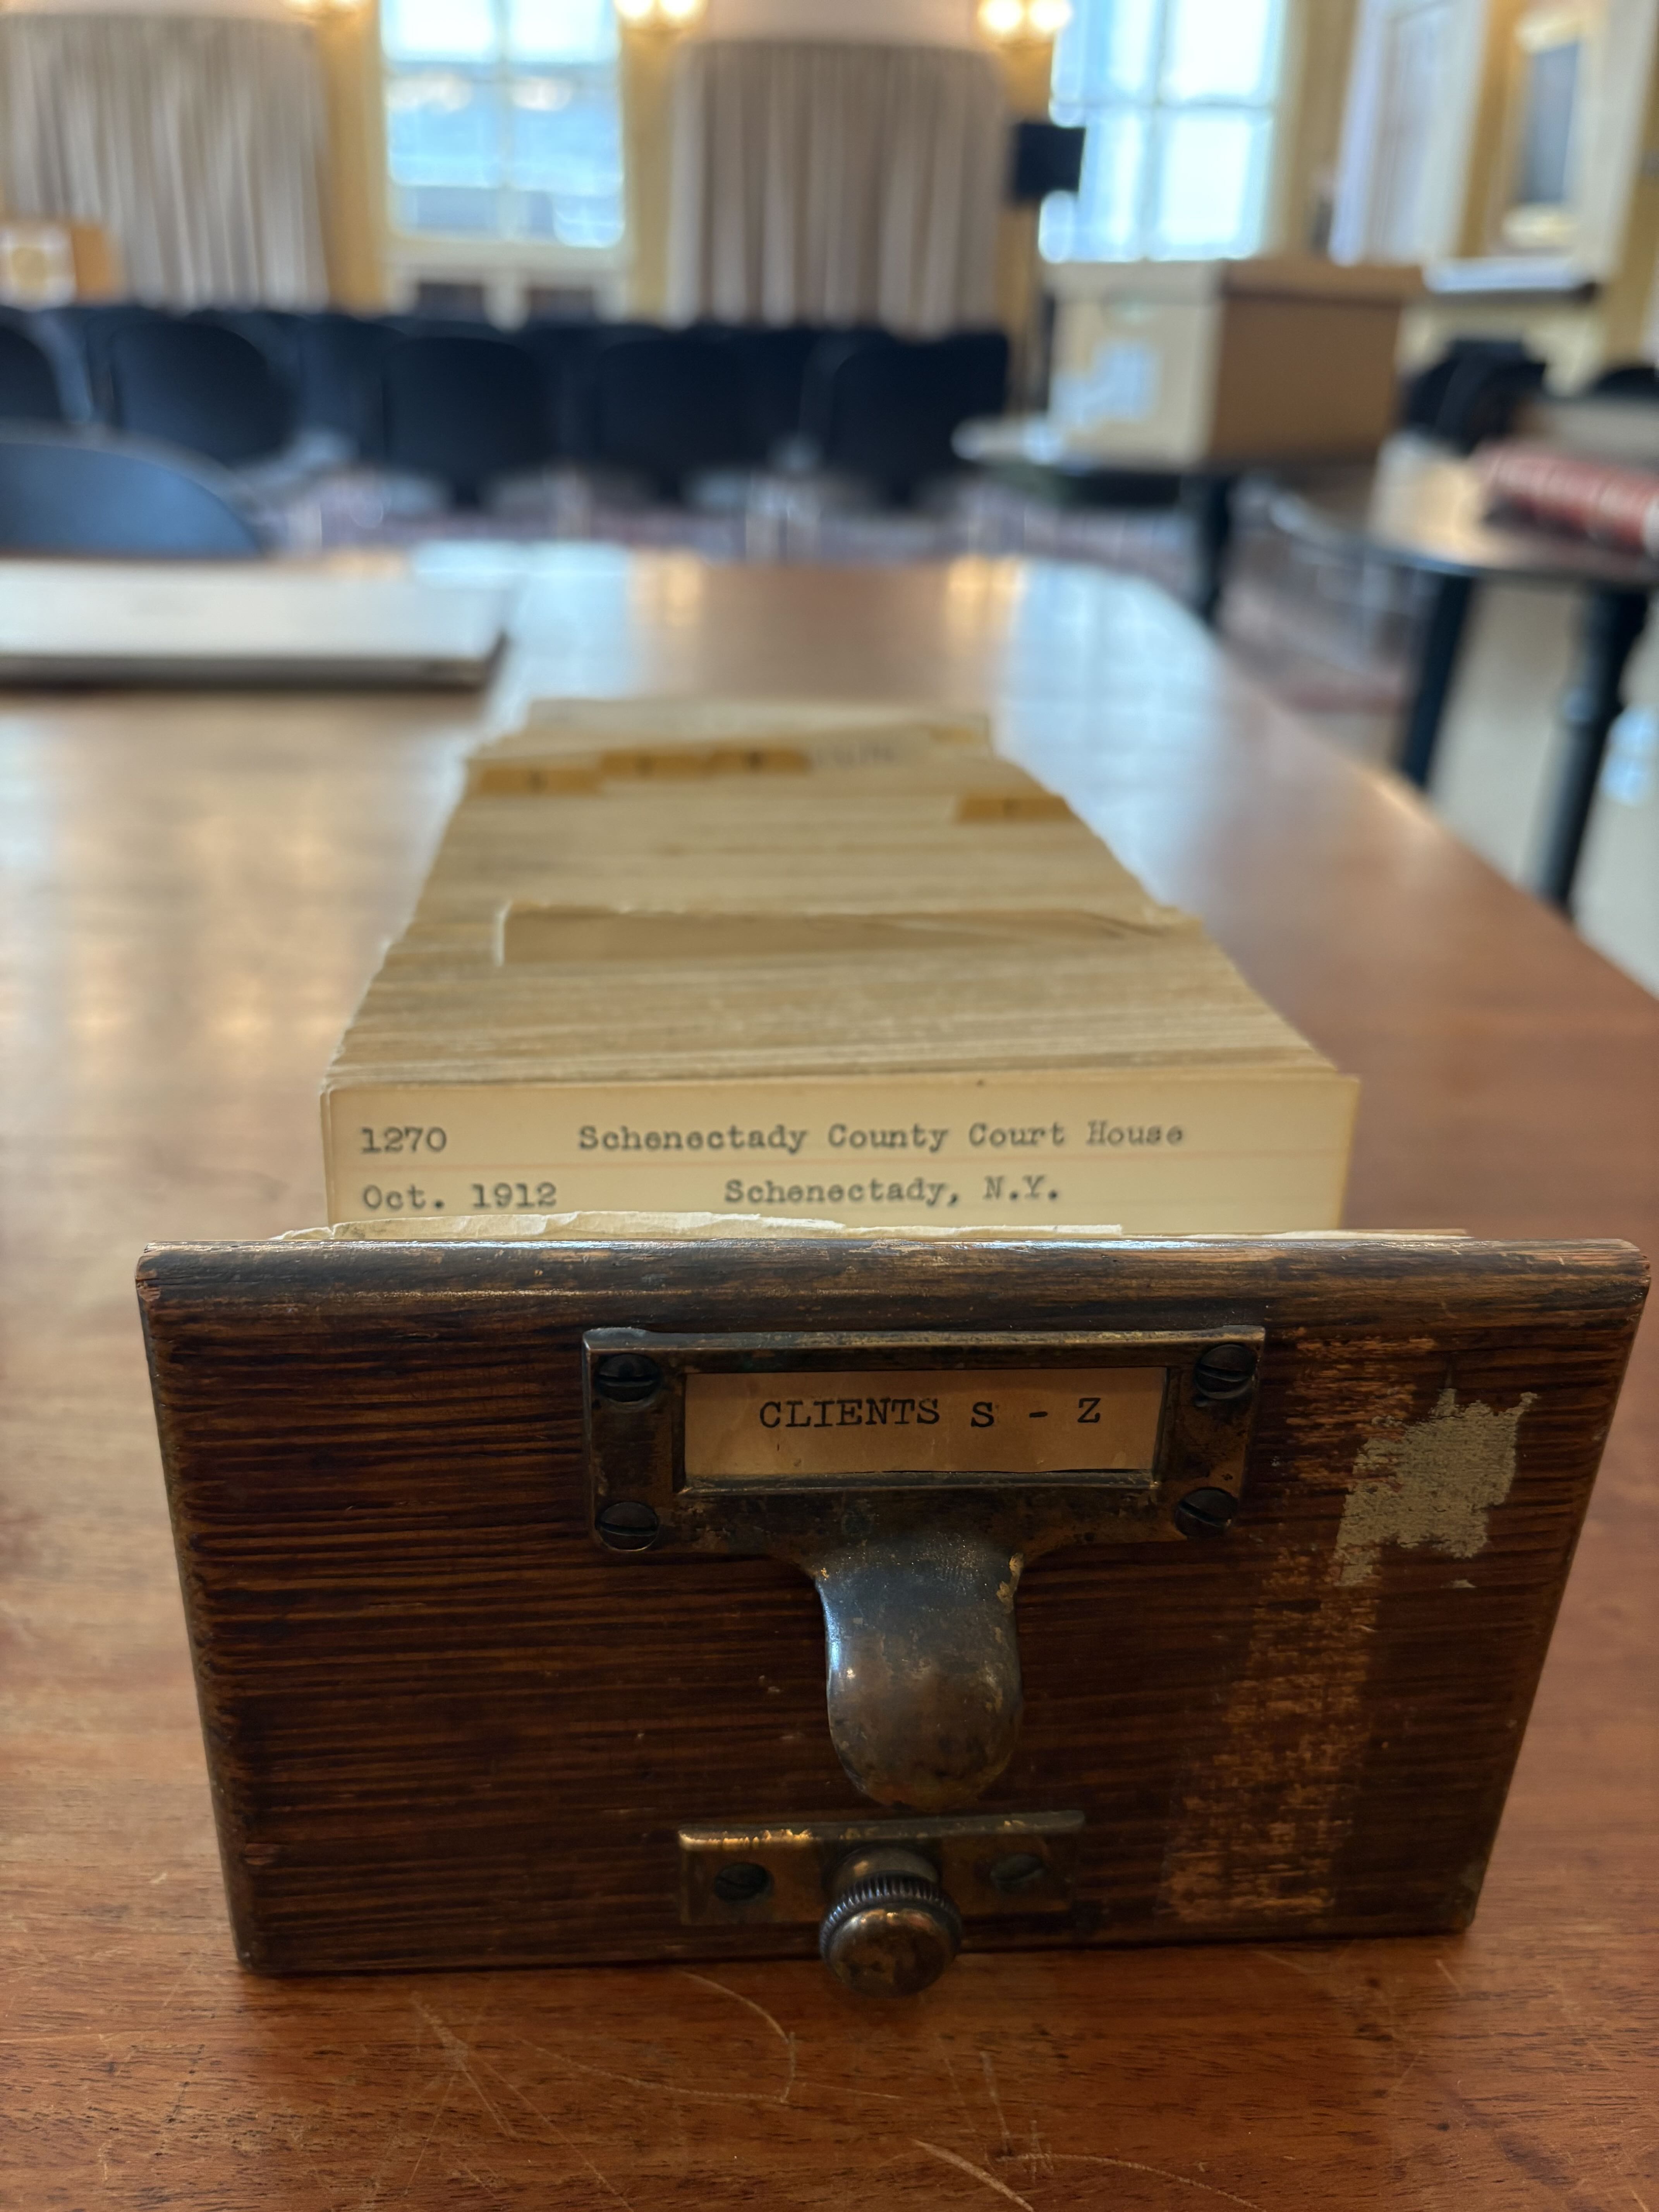 1270 Schenectady County Court House
Oct. 1912 Schenectady, N.Y.
CLIENTS S - Z